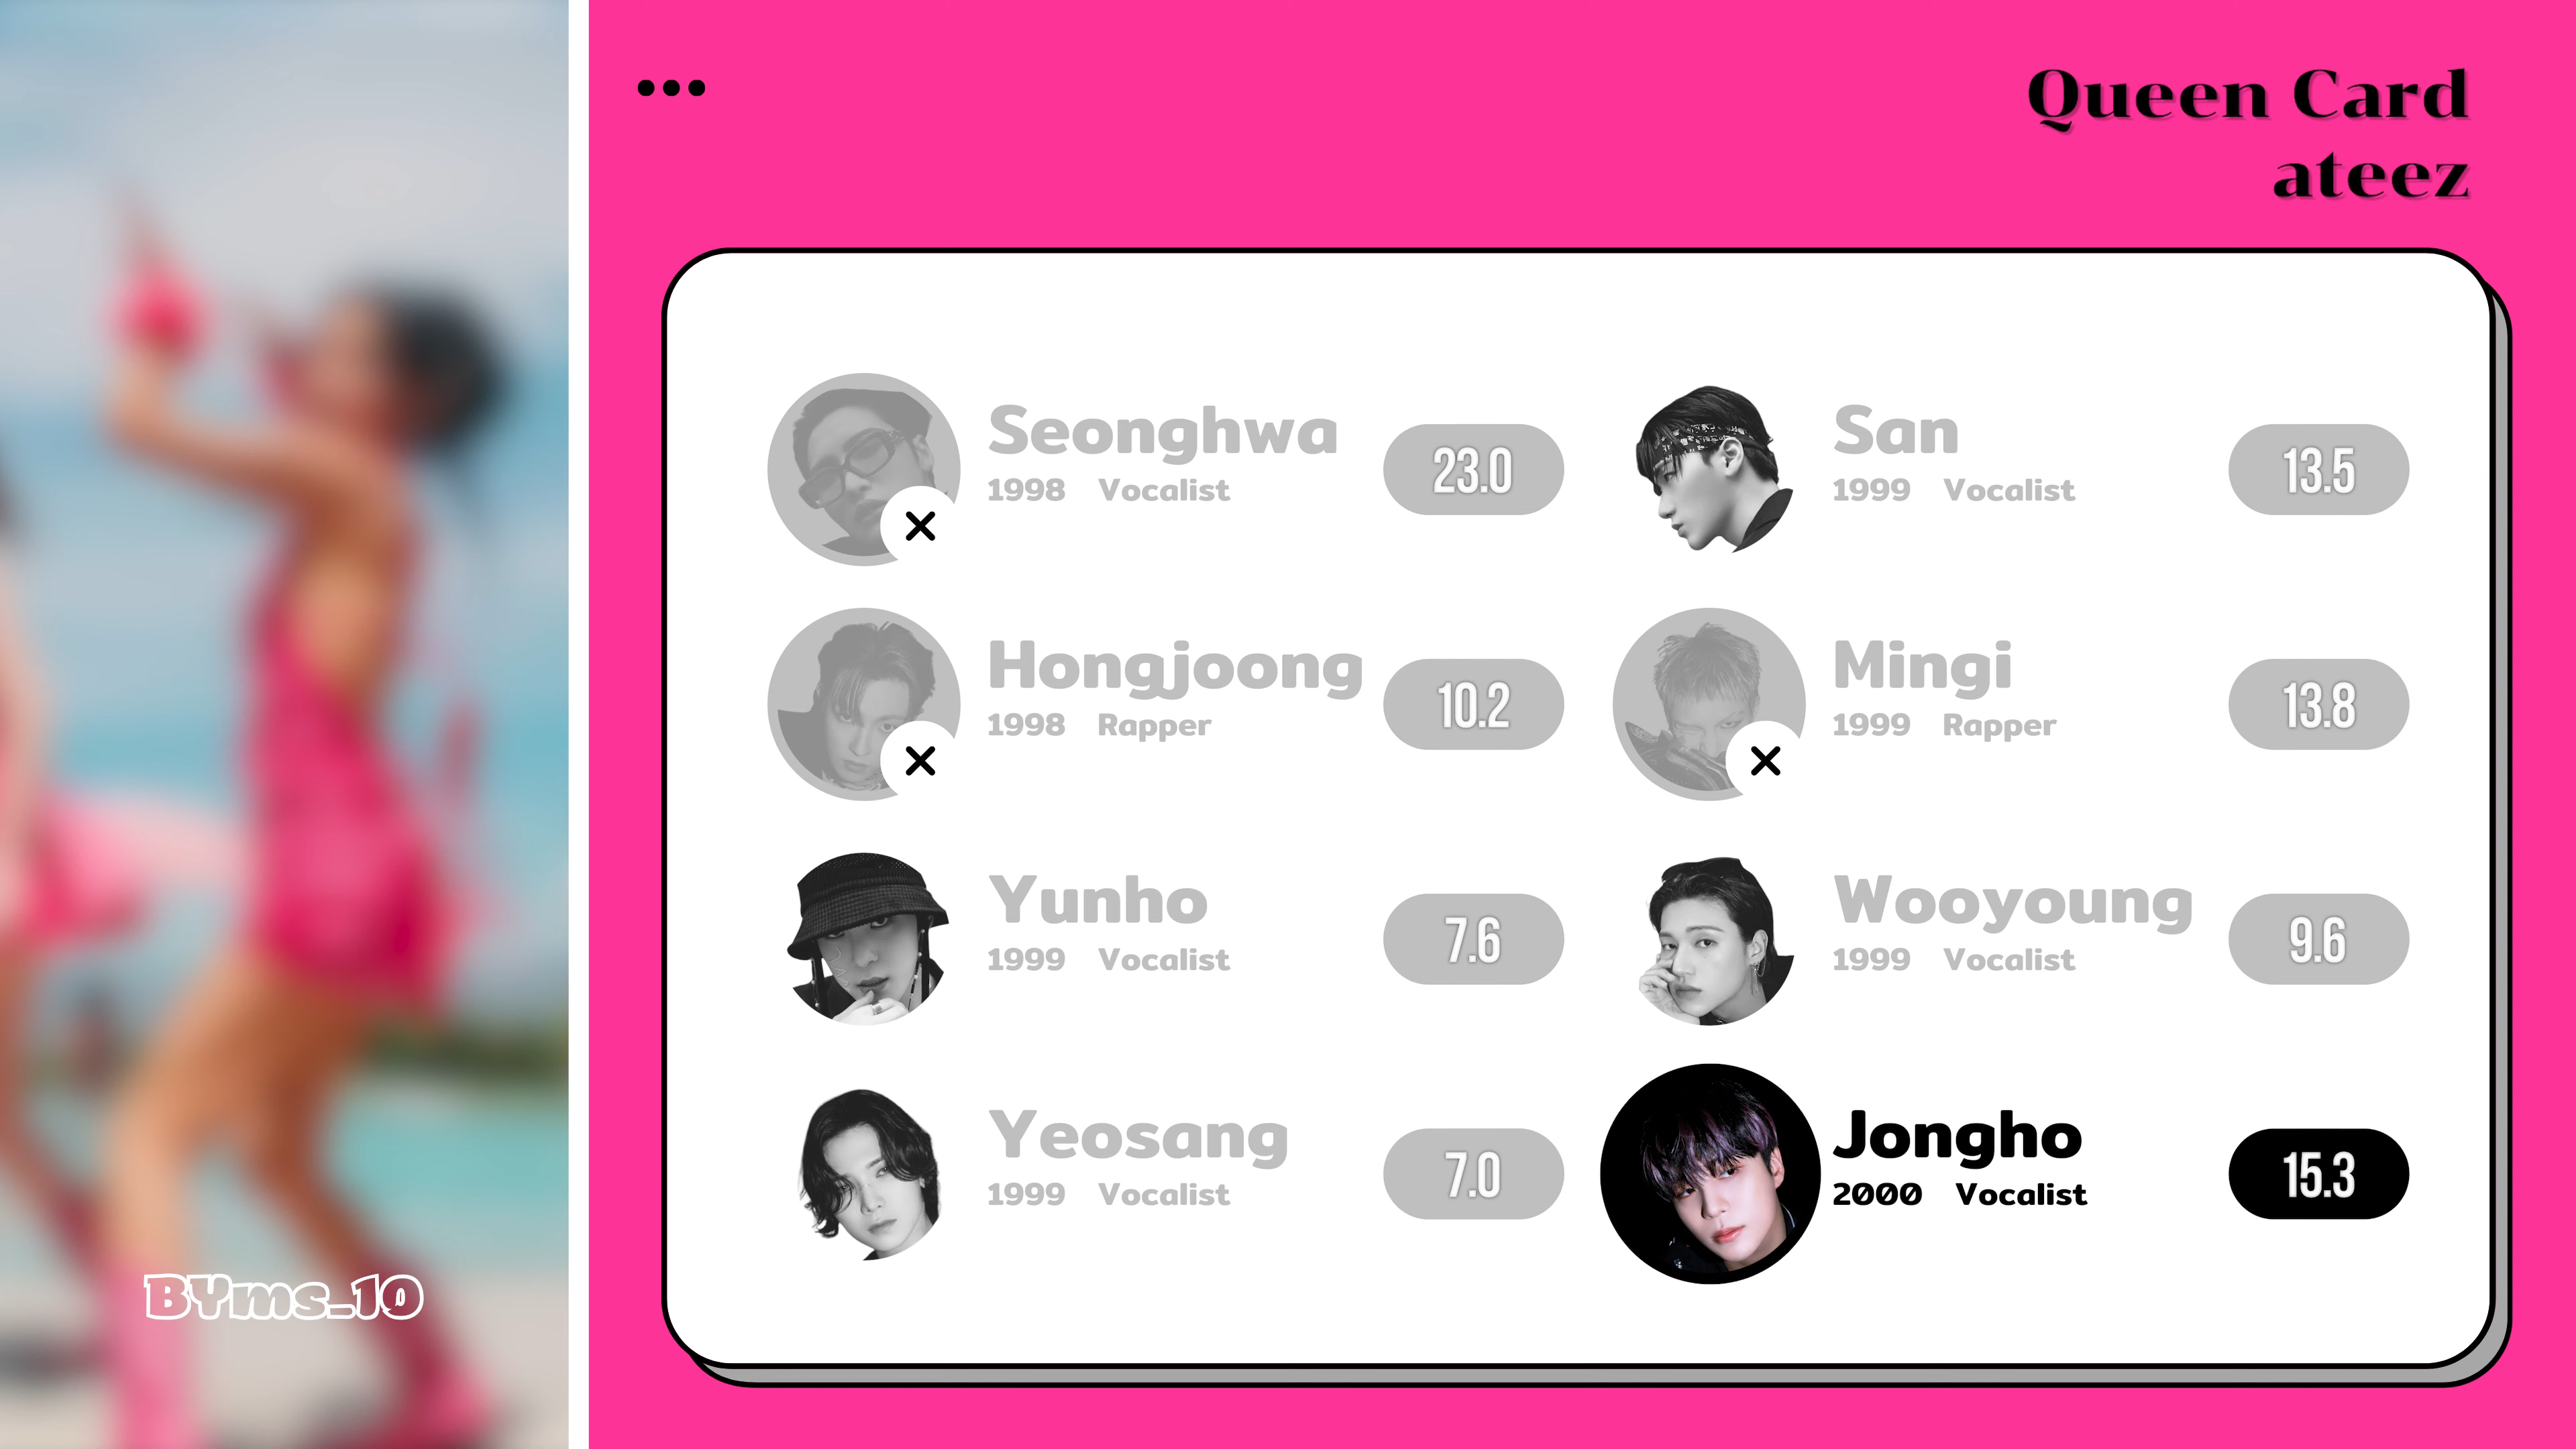 Queen Card
ateez
Seonghwa
1998 Vocalist
23.0
San
1999 Vocalist
13.5
Hongjoong
1998 Rapper
10.2
Mingi
1999 Rapper
13.8
Yunho
1999 Vocalist
7.6
Wooyoung
1999 Vocalist
9.6
Yeosang
1999 Vocalist
7.0
Jongho
2000 Vocalist
15.3
BYms_10